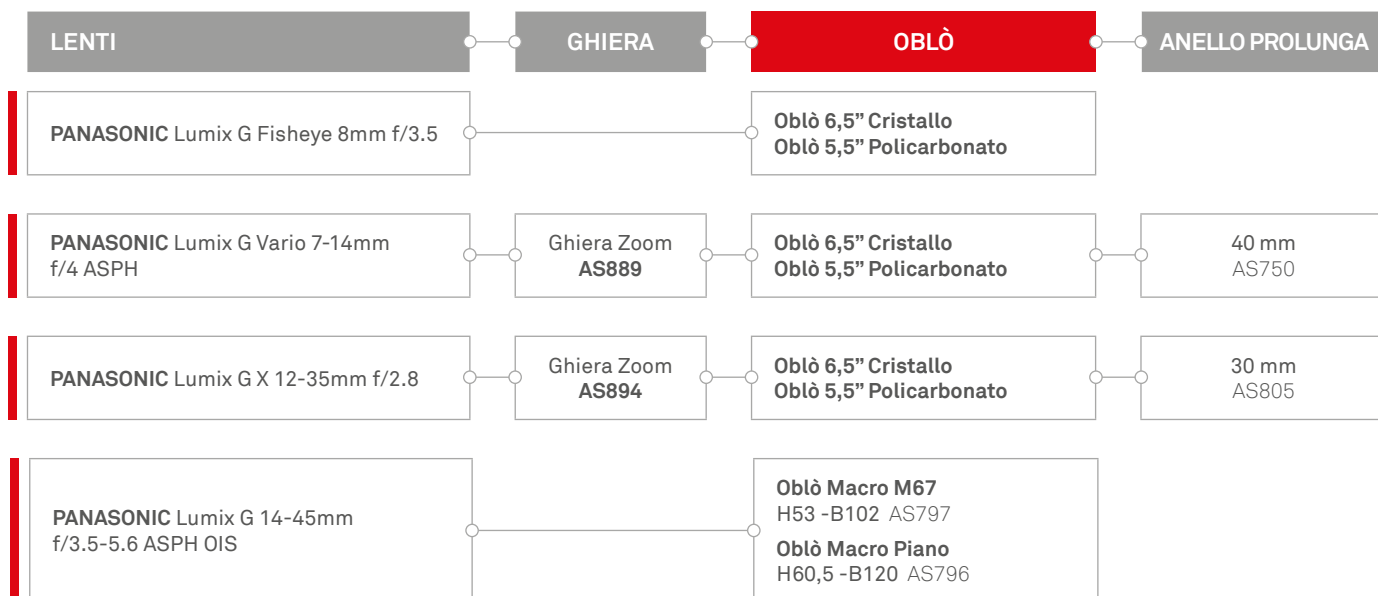 LENTI
GHIERA
OBLÒ
ANELLO PROLUNGA
PANASONIC Lumix G Fisheye 8mm f/3.5
Oblò 6,5” Cristallo
Oblò 5,5” Policarbonato
PANASONIC Lumix G Vario 7-14mm
f/4 ASPH
Ghiera Zoom
AS889
Oblò 6,5” Cristallo
Oblò 5,5” Policarbonato
40 mm
AS750
PANASONIC Lumix G X 12-35mm f/2.8
Ghiera Zoom
AS894
Oblò 6,5” Cristallo
Oblò 5,5” Policarbonato
30 mm
AS805
PANASONIC Lumix G 14-45mm
f/3.5-5.6 ASPH OIS
Oblò Macro M67
H53 -B102 AS797
Oblò Macro Piano
H60,5 -B120 AS796